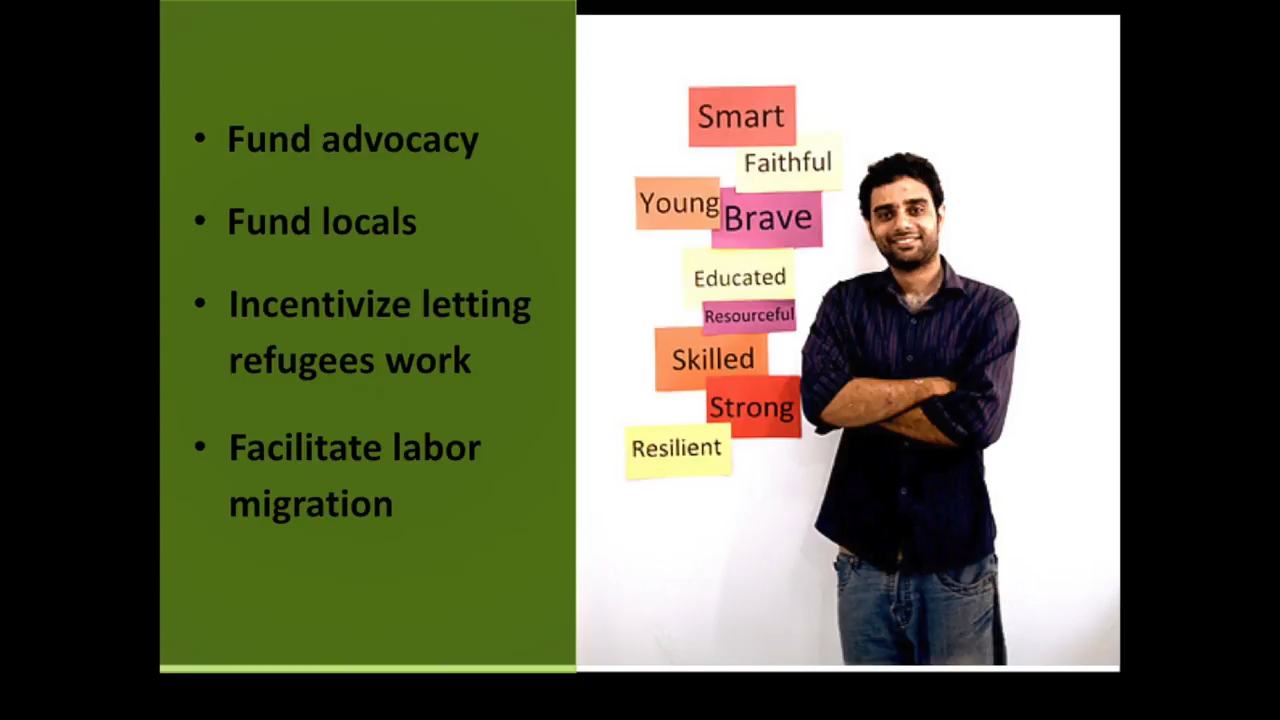 • Fund advocacy
• Fund locals
• Incentivize letting
refugees work
• Facilitate labor
migration
Smart
Faithful
Young
Brave
Educated
Resourceful
Skilled
Strong
Resilient